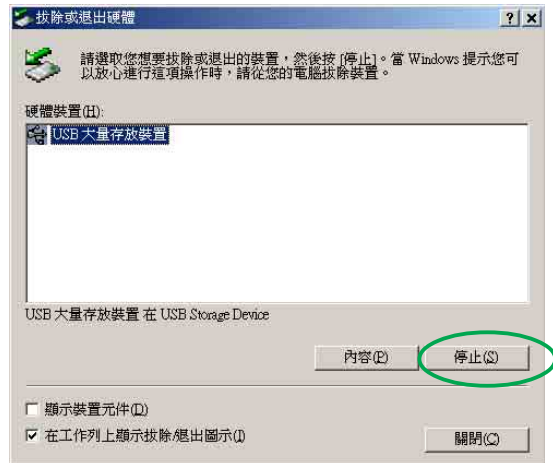 拔除或退出硬體
請選取您想要拔除或退出的裝置，然後按 [停止]。當 Windows 提示您可
以放心進行這項操作時，請從您的電腦拔除裝置。
硬體裝置(H):
USB 大量存放裝置
USB 大量存放裝置 在 USB Storage Device
內容(P) 停止(S)
顯示裝置元件(D)
在工作列上顯示拔除/退出圖示(I)
關閉(C)